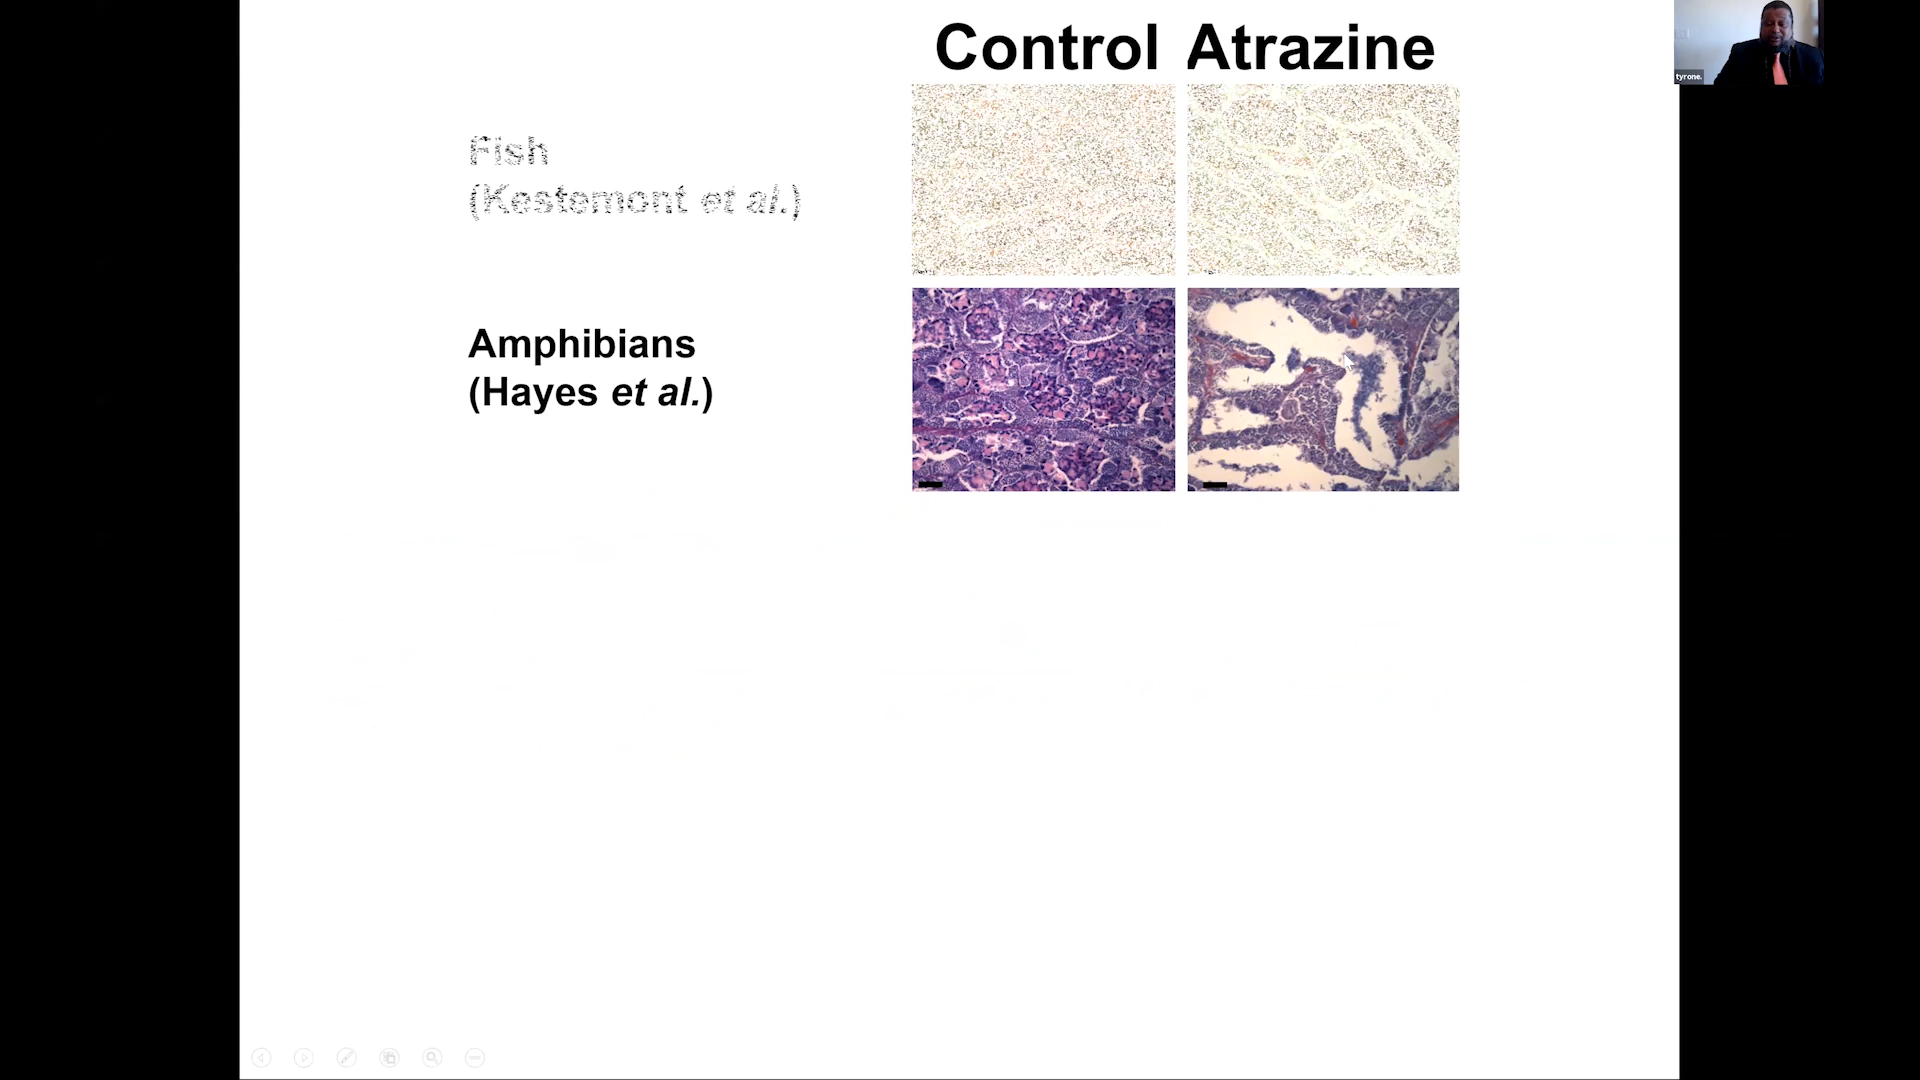 Control Atrazine
tyrone.
Fish
(Kestemont et al.)
Amphibians
(Hayes et al.)